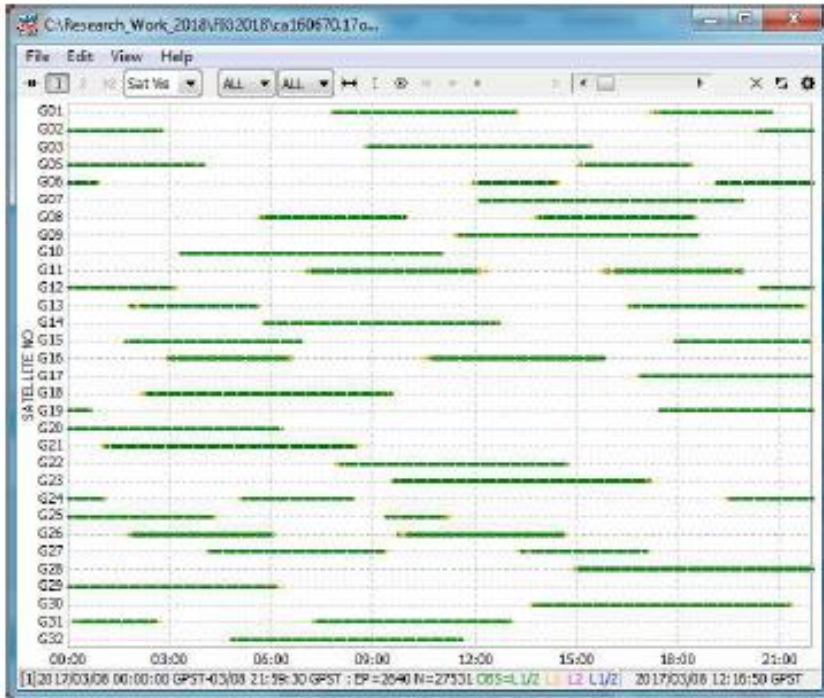 C:\Research_Work_2018\FIG2018\ca160670.17o...
File Edit View Help
1 2 Sat Vis ALL ALL
SATELLITE NO
G01
G02
G03
G05
G06
G07
G08
G09
G10
G11
G12
G13
G14
G15
G16
G17
G18
G19
G20
G21
G22
G23
G24
G25
G26
G27
G28
G29
G30
G31
G32
00:00 03:00 06:00 09:00 12:00 15:00 18:00 21:00
[1]2017/03/08 00:00:00 GPST-03/08 21:59:30 GPST : EP=2640 N=27531 OBS=L1/2 L1 L2 L1/2 2017/03/08 12:16:50 GPST